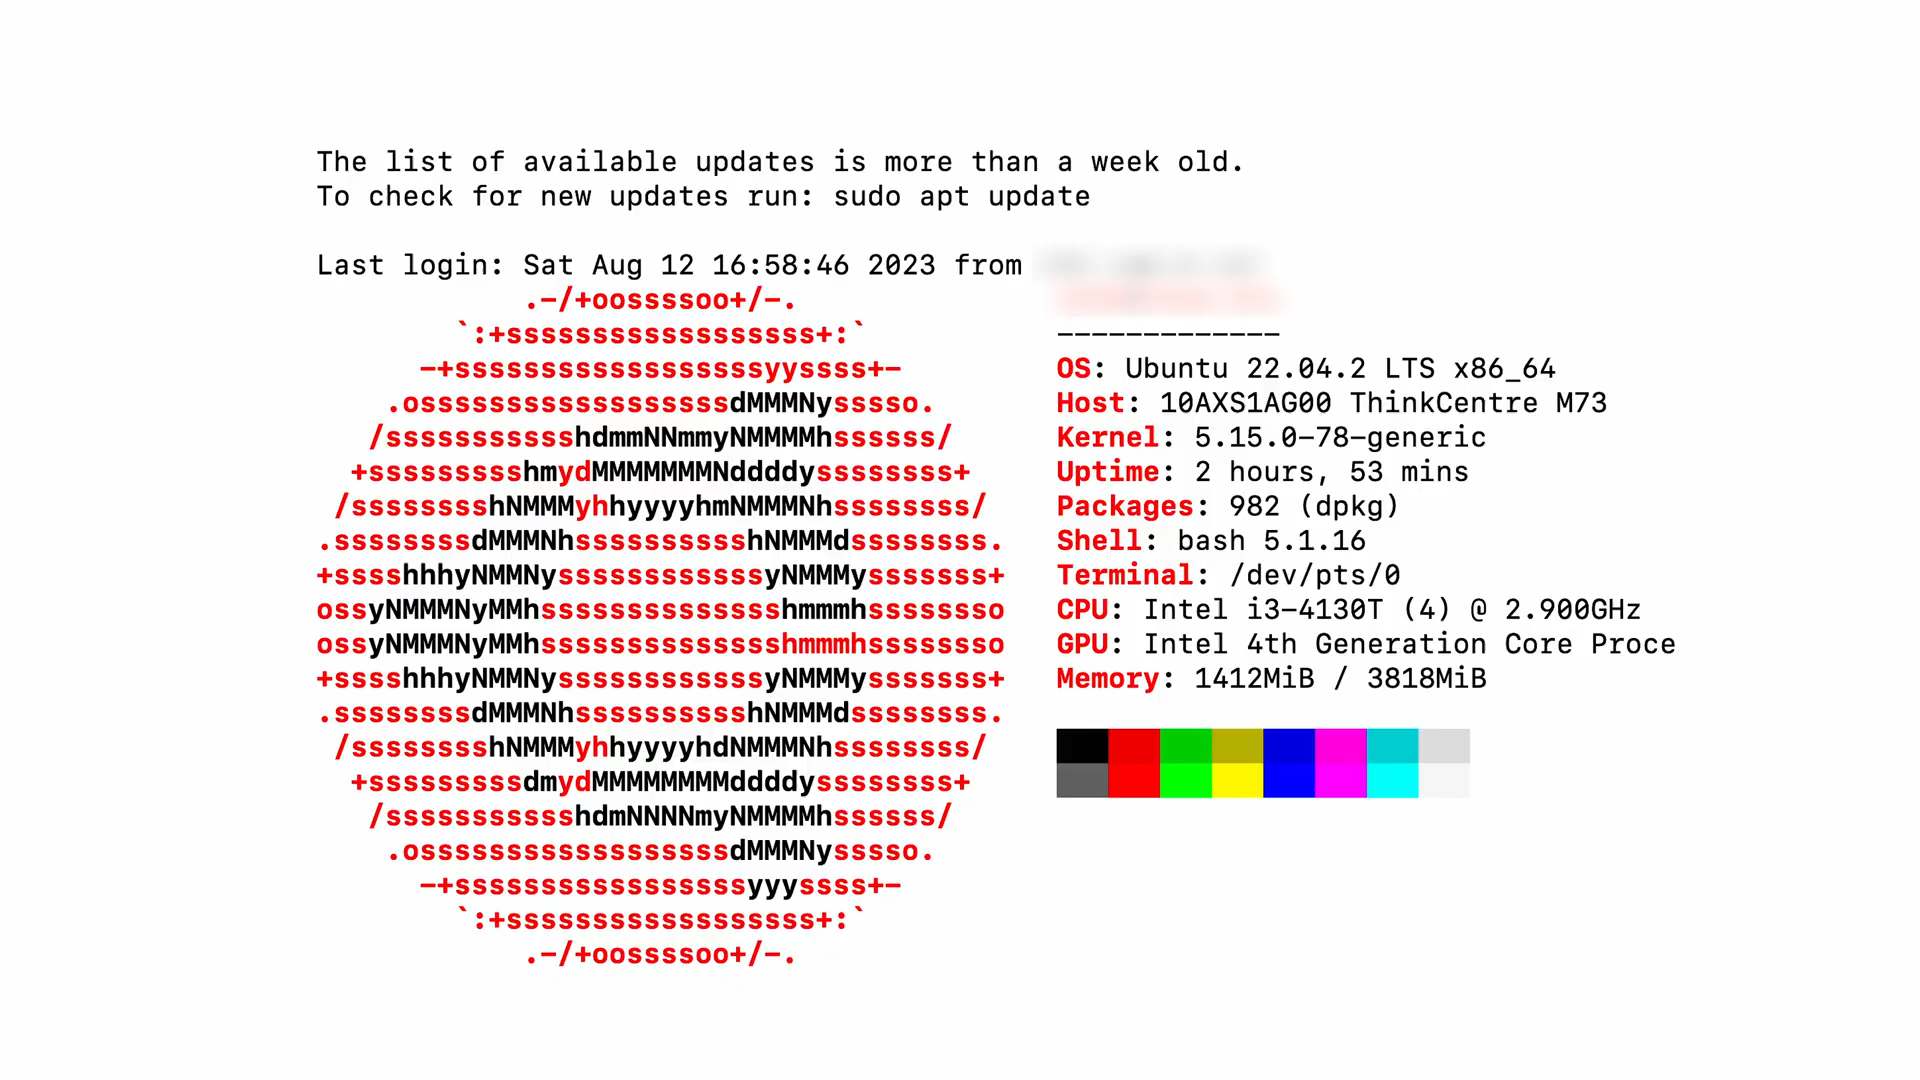 The list of available updates is more than a week old.
To check for new updates run: sudo apt update
Last login: Sat Aug 12 16:58:46 2023 from
.-/+oossssoo+/-.
`:+ssssssssssssssssss+:`
-+ssssssssssssssssssyyssss+-
.ossssssssssssssssssdMMMNysssso.
/ssssssssssshdmmNNmmyNMMMMhssssss/
+ssssssssshmydMMMMMMMNddddyssssssss+
/sssssssshNMMMyhhyyyyhmNMMMNhssssssss/
.ssssssssdMMMNhsssssssssshNMMMdssssssss.
+sssshhhyNMMNyssssssssssssyNMMMysssssss+
ossyNMMMNyMMhsssssssssssssshmmmhssssssso
ossyNMMMNyMMhsssssssssssssshmmmhssssssso
+sssshhhyNMMNyssssssssssssyNMMMysssssss+
.ssssssssdMMMNhsssssssssshNMMMdssssssss.
/sssssssshNMMMyhhyyyyhdNMMMNhssssssss/
+sssssssssdmydMMMMMMMMddddyssssssss+
/ssssssssssshdmNNNNmyNMMMMhssssss/
.ossssssssssssssssssdMMMNysssso.
-+sssssssssssssssssyyyssss+-
`:+ssssssssssssssssss+:`
.-/+oossssoo+/-.
-------------
OS: Ubuntu 22.04.2 LTS x86_64
Host: 10AXS1AG00 ThinkCentre M73
Kernel: 5.15.0-78-generic
Uptime: 2 hours, 53 mins
Packages: 982 (dpkg)
Shell: bash 5.1.16
Terminal: /dev/pts/0
CPU: Intel i3-4130T (4) @ 2.900GHz
GPU: Intel 4th Generation Core Proce
Memory: 1412MiB / 3818MiB